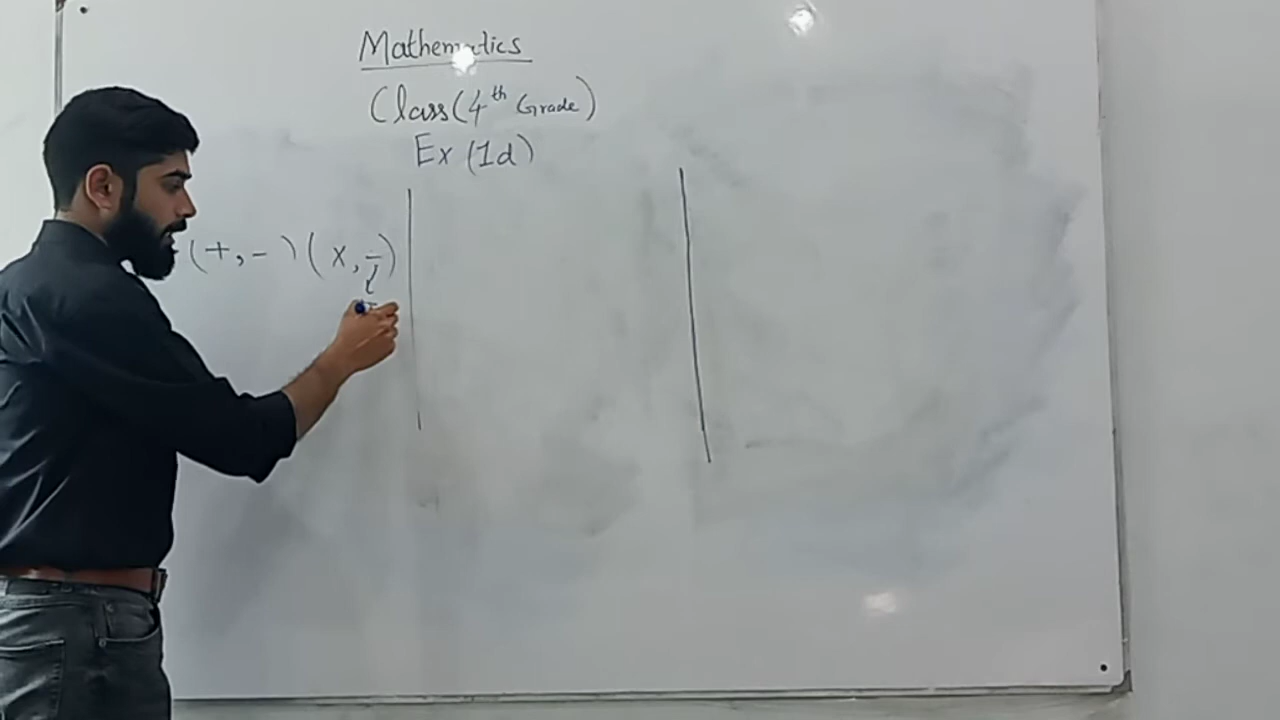 Mathematics
Class (4th Grade)
Ex (1d)
(+, -) (x, ÷)